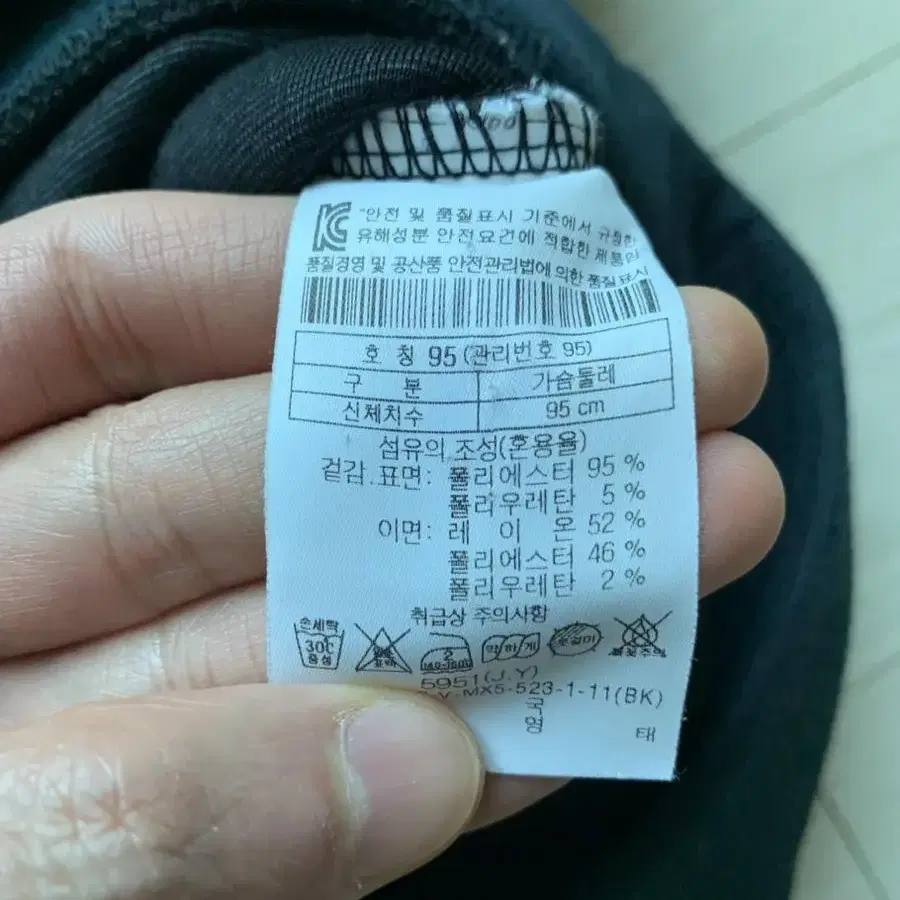 "안전 및 품질표시 기준에서 규정한
유해성분 안전요건에 적합한 제품임
품질경영 및 공산품 안전관리법에 의한 품질표시
호 칭 95 (관리번호 95)
구 분 가슴둘레
신체치수 95 cm
섬유의 조성(혼용율)
겉감.표면: 폴리에스터 95 %
폴리우레탄 5 %
이면: 레 이 온 52 %
폴리에스터 46 %
폴리우레탄 2 %
취급상 주의사항
손세탁
30C
중성
약하게
5951(J.Y)
MX5-523-1-11(BK)
국
영 태